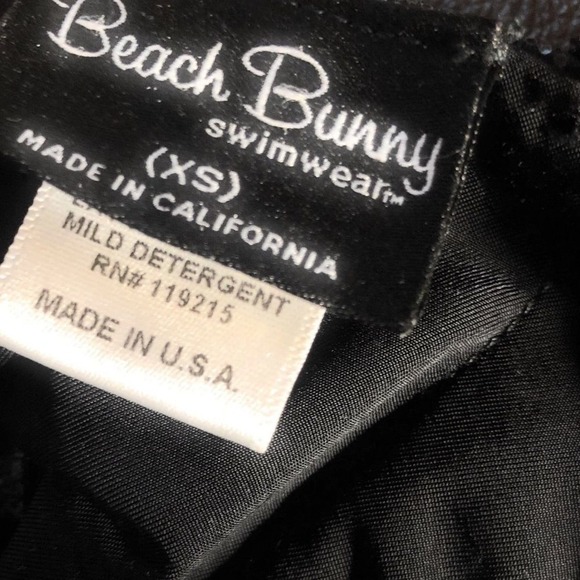 Beach Bunny
swimwear™
(XS)
MADE IN CALIFORNIA
MILD DETERGENT
RN# 119215
MADE IN U.S.A.